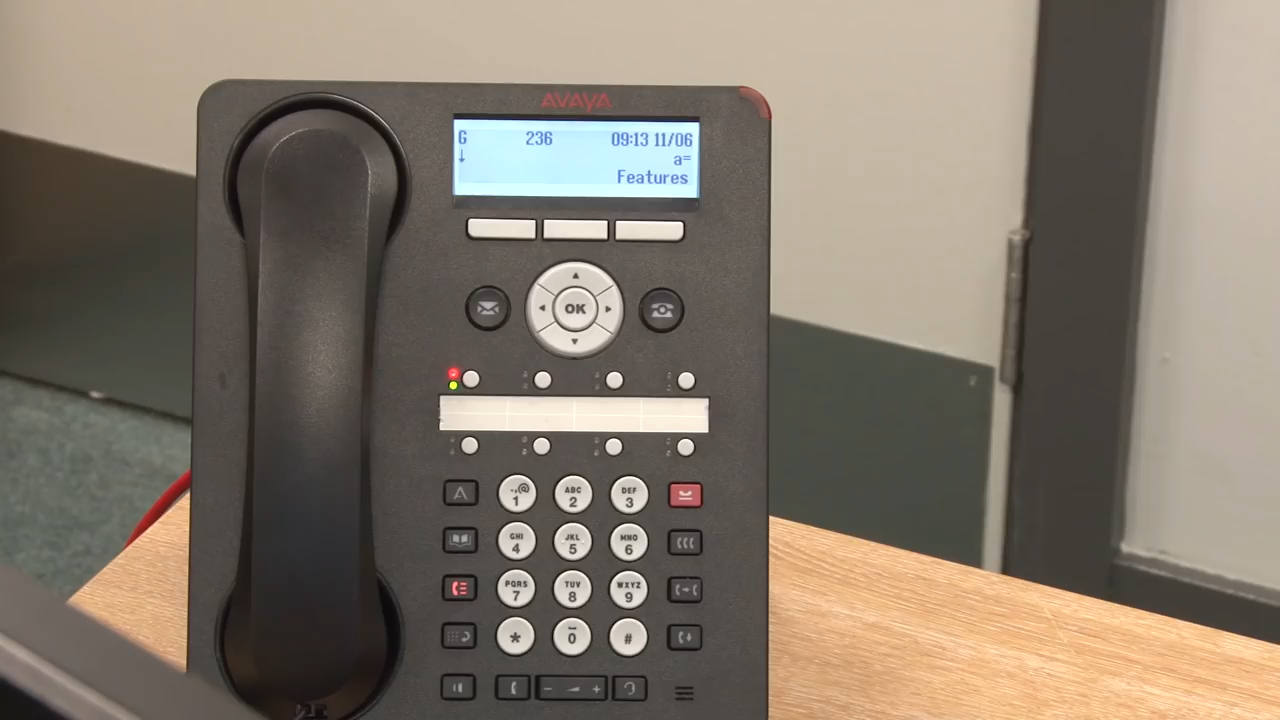 AVAYA
G 236 09:13 11/06
↓ a=
Features
OK
.,@ 1 ABC 2 DEF 3
GHI 4 JKL 5 MNO 6
PQRS 7 TUV 8 WXYZ 9
* 0 #
− +